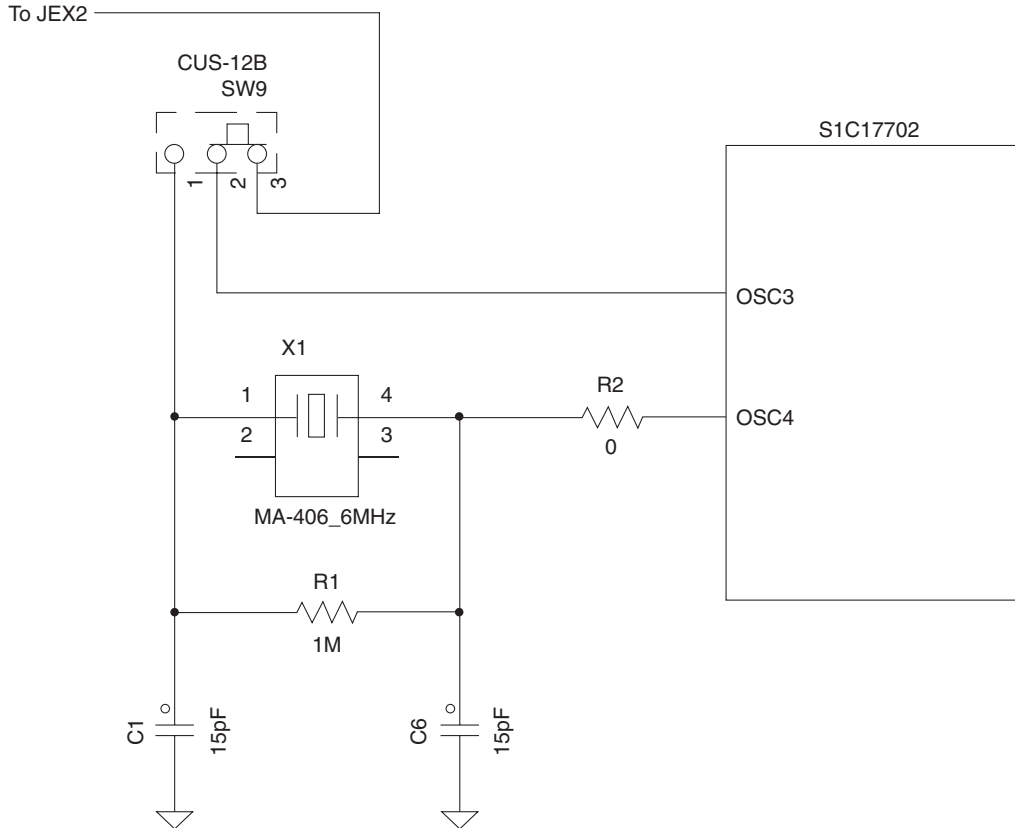 To JEX2
CUS-12B
SW9
1
2
3
S1C17702
OSC3
X1
1
4
R2
OSC4
2
3
0
MA-406_6MHz
R1
1M
C1
15pF
C6
15pF